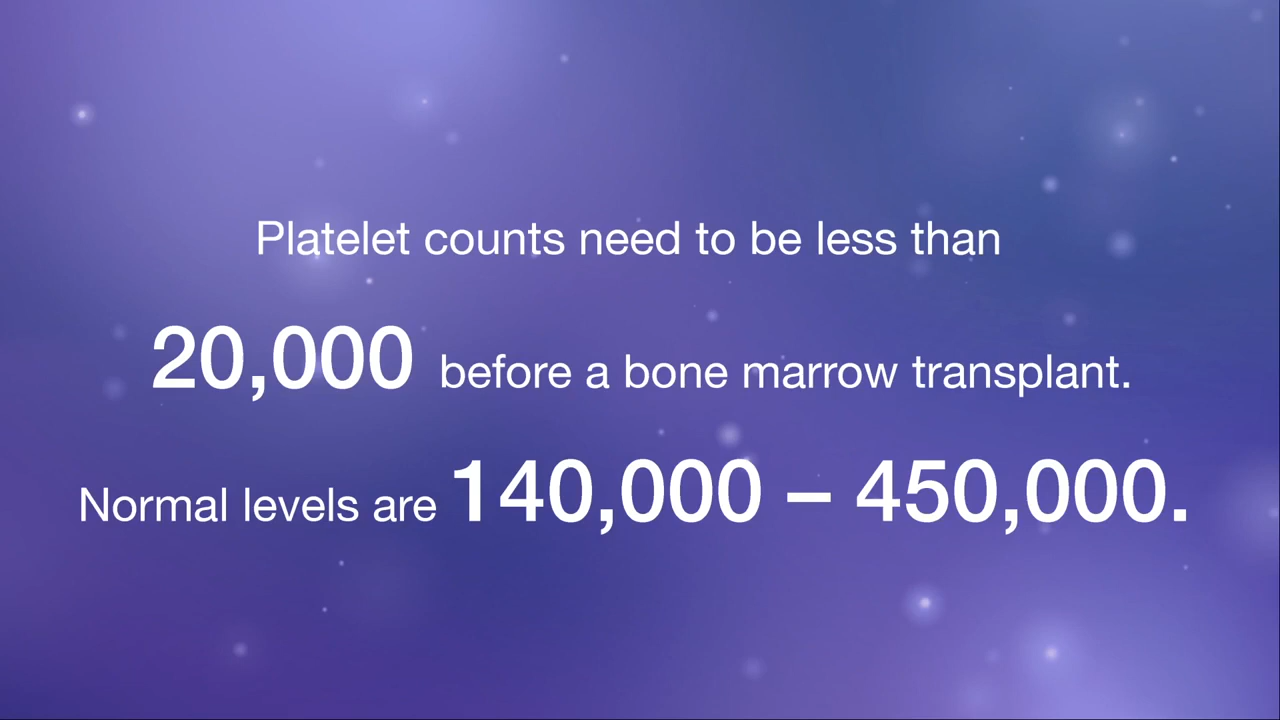 Platelet counts need to be less than
20,000 before a bone marrow transplant.
Normal levels are 140,000 – 450,000.